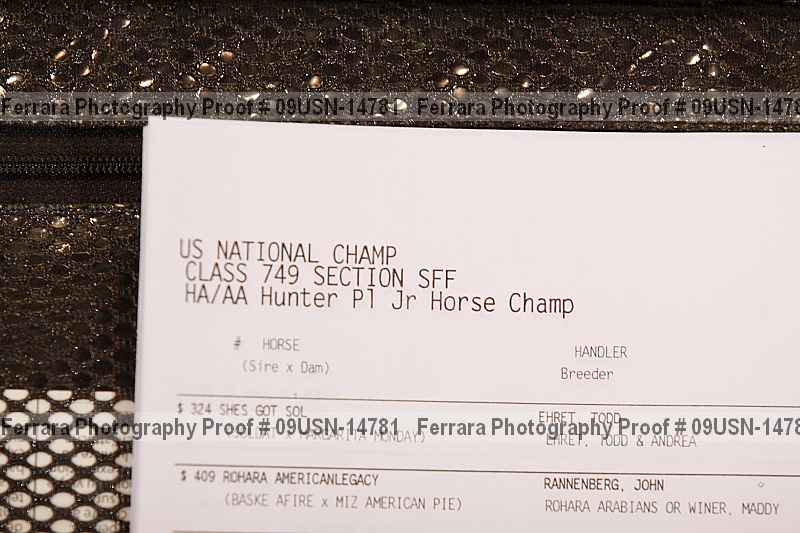 Ferrara Photography Proof # 09USN-14781 Ferrara Photography Proof # 09USN-1478
US NATIONAL CHAMP
CLASS 749 SECTION SFF
HA/AA Hunter Pl Jr Horse Champ
# HORSE HANDLER
(Sire x Dam) Breeder
$ 324 SHES GOT SOL EHRET, TODD
Ferrara Photography Proof # 09USN-14781 Ferrara Photography Proof # 09USN-1478
(SOLDAT x MARGARITA MONDAY) EHRET, TODD & ANDREA
$ 409 ROHARA AMERICANLEGACY RANNENBERG, JOHN
(BASKE AFIRE x MIZ AMERICAN PIE) ROHARA ARABIANS OR WINER, MADDY